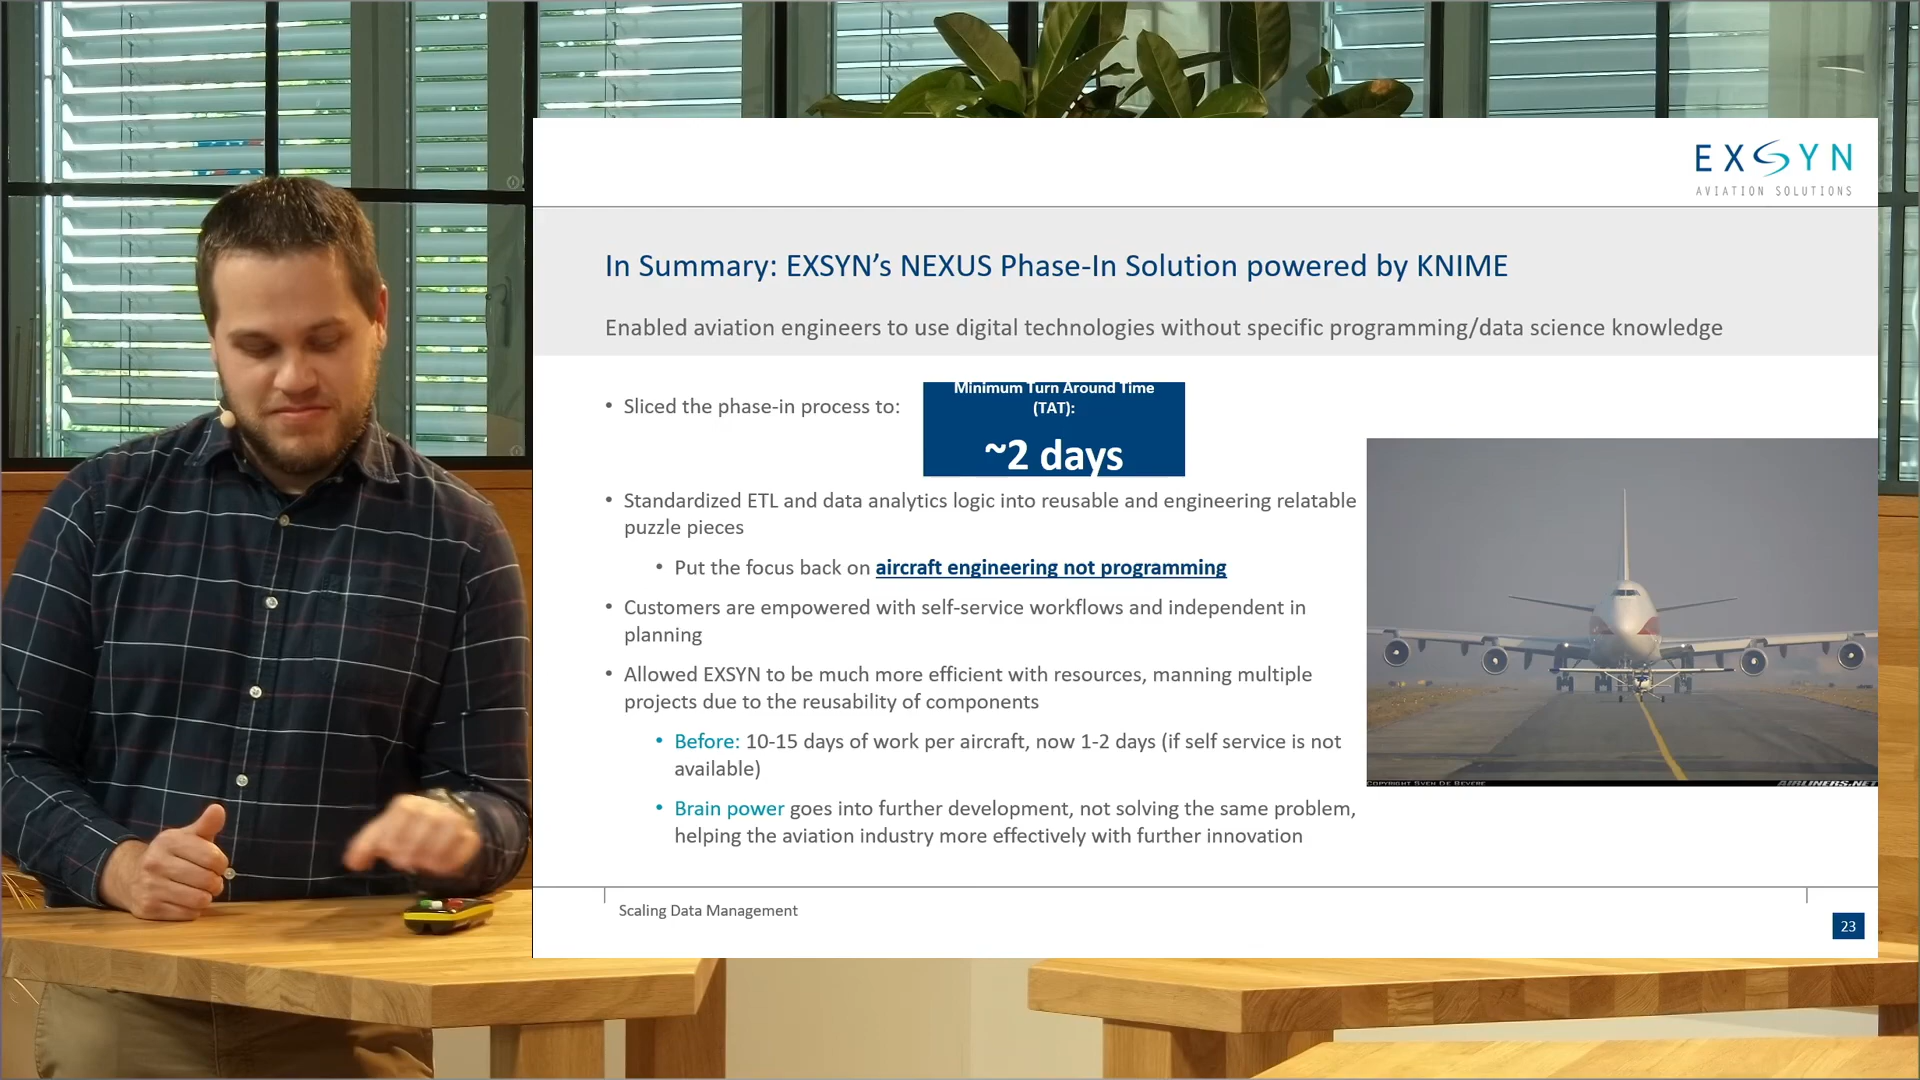 EXSYN
AVIATION SOLUTIONS
In Summary: EXSYN’s NEXUS Phase-In Solution powered by KNIME
Enabled aviation engineers to use digital technologies without specific programming/data science knowledge
• Sliced the phase-in process to:
Minimum Turn Around Time
(TAT):
~2 days
• Standardized ETL and data analytics logic into reusable and engineering relatable
puzzle pieces
• Put the focus back on aircraft engineering not programming
• Customers are empowered with self-service workflows and independent in
planning
• Allowed EXSYN to be much more efficient with resources, manning multiple
projects due to the reusability of components
• Before: 10-15 days of work per aircraft, now 1-2 days (if self service is not
available)
• Brain power goes into further development, not solving the same problem,
helping the aviation industry more effectively with further innovation
COPYRIGHT SVEN DE BEVERE
AIRLINERS.NET
Scaling Data Management
23